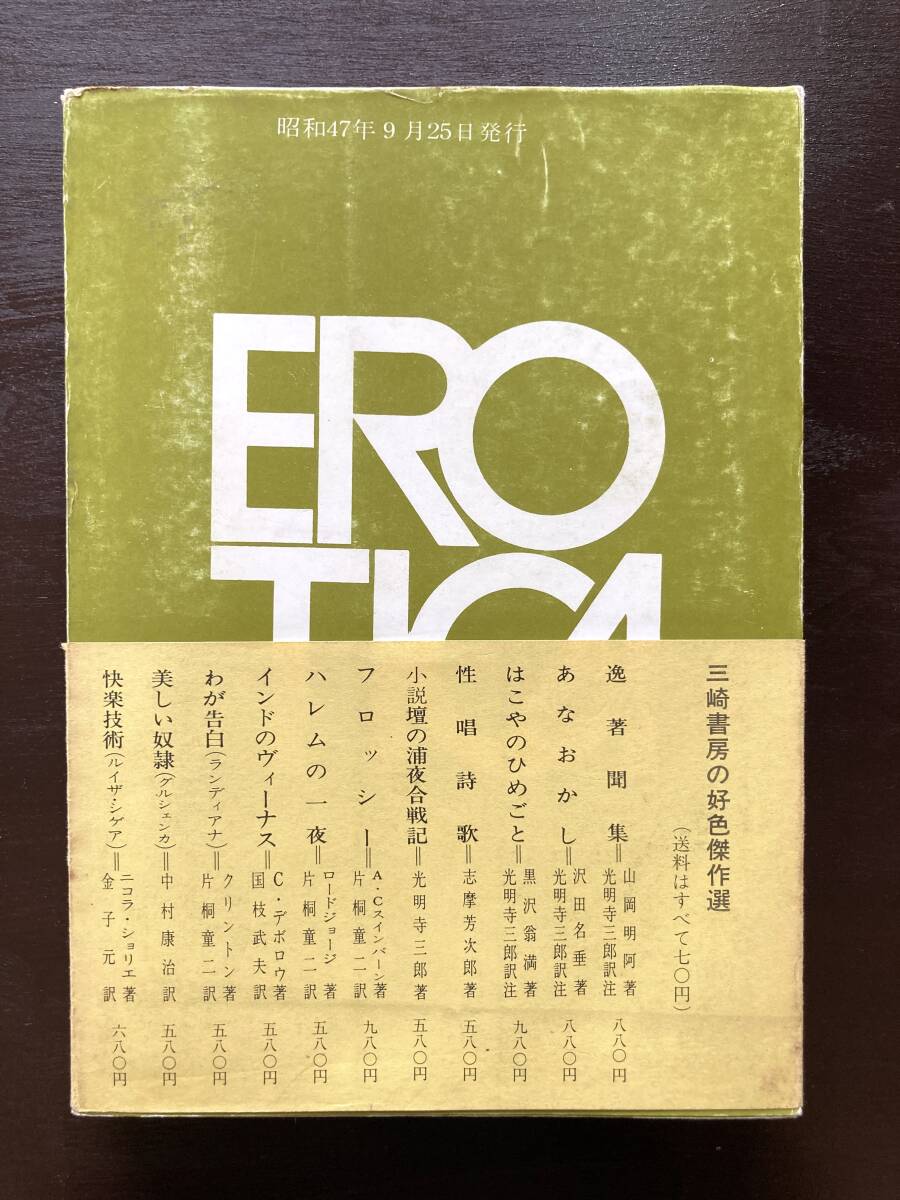 昭和47年9月25日発行
ERO
TICA
三崎書房の好色傑作選
(送料はすべて七〇円)
逸著聞集=山岡明阿著 光明寺三郎訳注 八八〇円
あなおかし=沢田名垂著 光明寺三郎訳注 八八〇円
はこやのひめごと=黒沢翁満著 光明寺三郎訳注 九八〇円
性唱詩歌=志摩芳次郎著 五八〇円
小説壇の浦夜合戦記=光明寺三郎著 五八〇円
フロッシー=A・Cスインバーン著 片桐童二訳 九八〇円
ハレムの一夜=ロードジョージ著 片桐童二訳 五八〇円
インドのヴィーナス=C・デボロウ著 国枝武夫訳 五八〇円
わが告白(ランディアナ)=クリントン著 片桐童二訳 五八〇円
美しい奴隷(グルシェンカ)=中村康治訳 五八〇円
快楽技術(ルイザ・シゲア)=ニコラ・ショリエ著 金子元訳 六八〇円